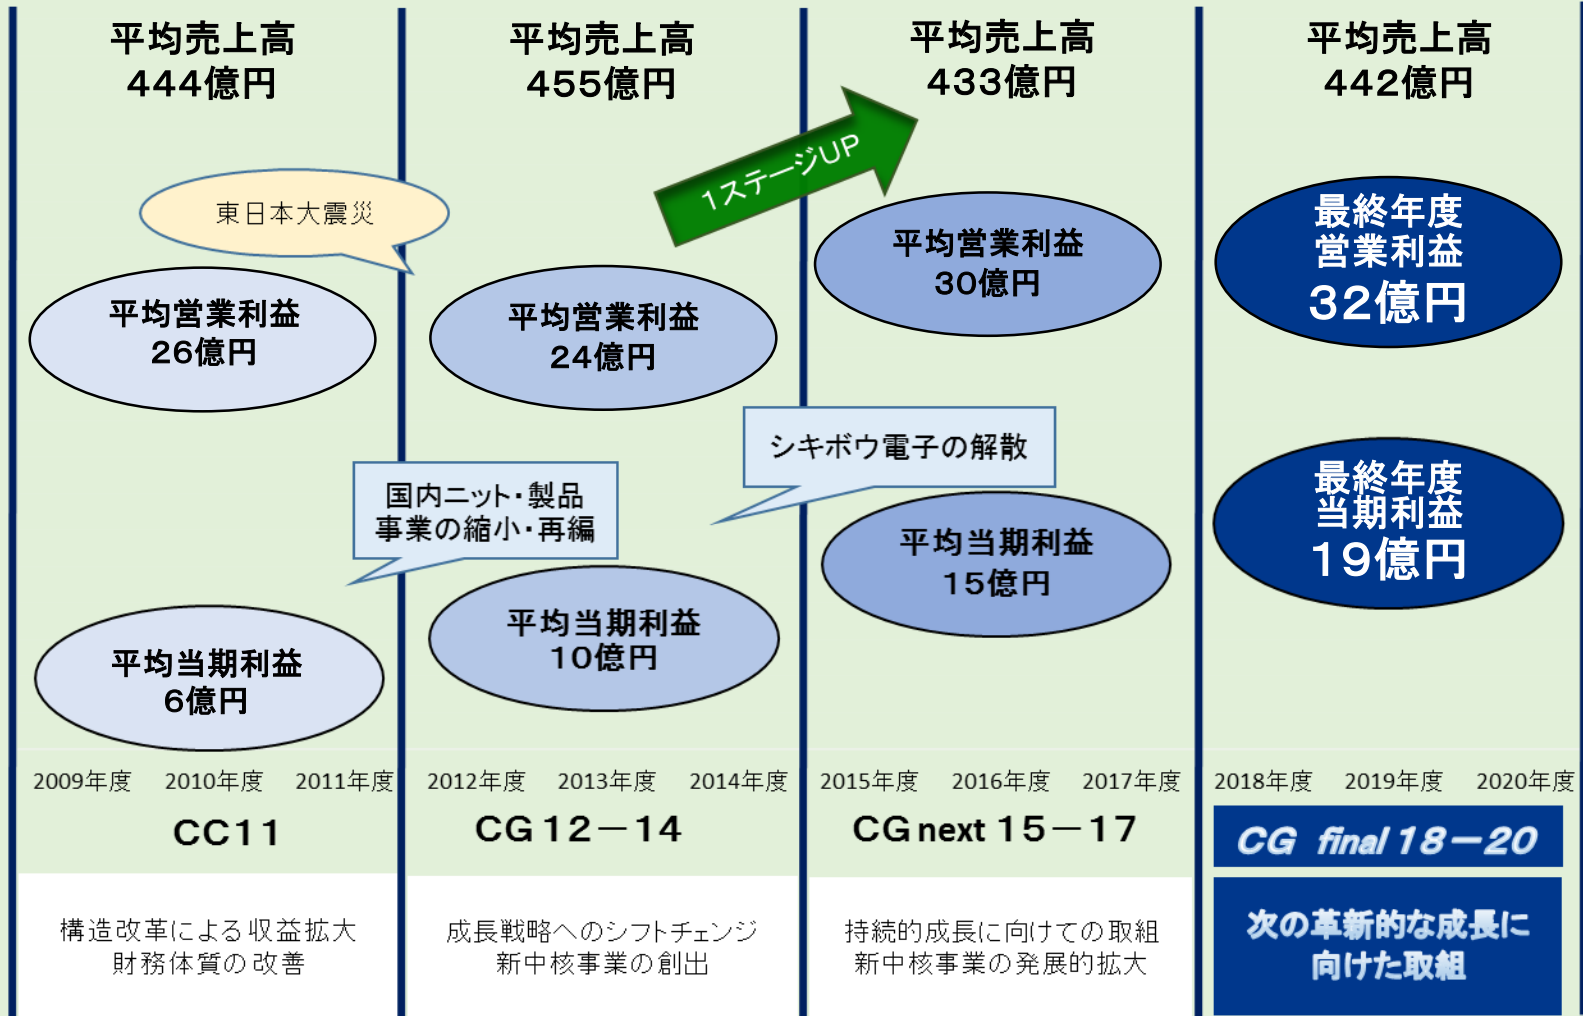 平均売上高
444億円
東日本大震災
平均営業利益
26億円
国内ニット・製品
事業の縮小・再編
平均当期利益
6億円
2009年度 2010年度 2011年度
CC11
構造改革による収益拡大
財務体質の改善
平均売上高
455億円
1ステージUP
平均営業利益
24億円
シキボウ電子の解散
平均当期利益
10億円
2012年度 2013年度 2014年度
CG12－14
成長戦略へのシフトチェンジ
新中核事業の創出
平均売上高
433億円
平均営業利益
30億円
平均当期利益
15億円
2015年度 2016年度 2017年度
CG next 15－17
持続的成長に向けての取組
新中核事業の発展的拡大
平均売上高
442億円
最終年度
営業利益
32億円
最終年度
当期利益
19億円
2018年度 2019年度 2020年度
CG final 18－20
次の革新的な成長に
向けた取組